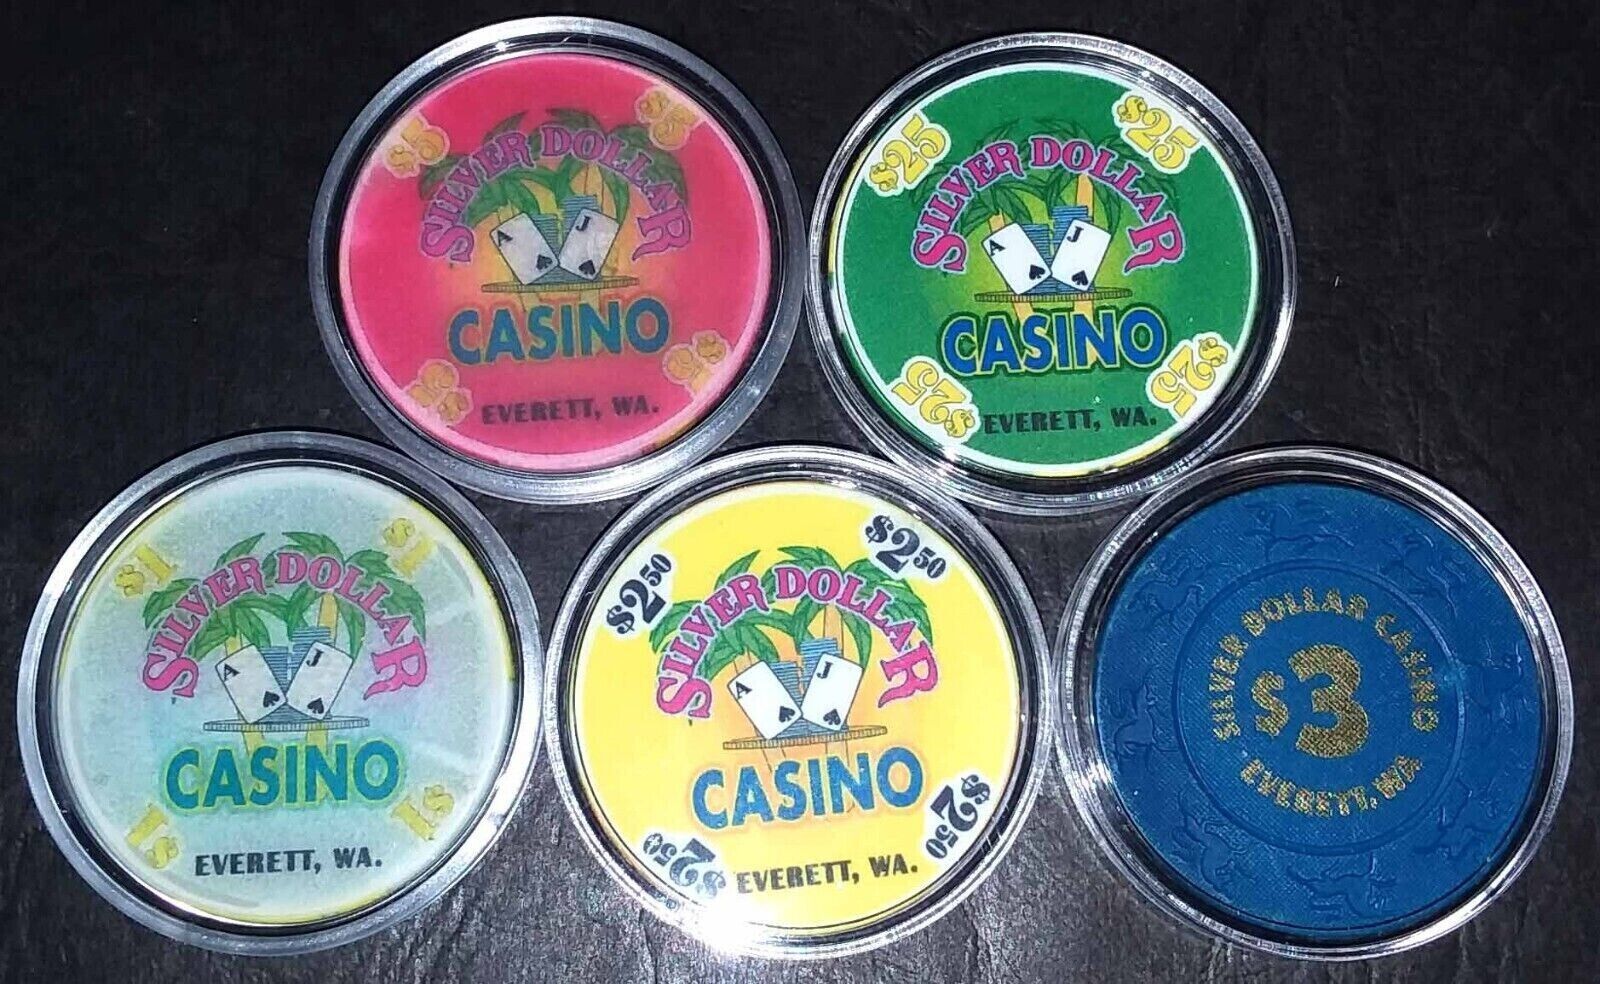 $5 $5
SILVER DOLLAR
A J
CASINO
$5 $5
EVERETT, WA.
$25 $25
SILVER DOLLAR
A J
CASINO
$25 $25
EVERETT, WA.
$1 $1
SILVER DOLLAR
A J
CASINO
$1 $1
EVERETT, WA.
$2.50 $2.50
SILVER DOLLAR
A J
CASINO
$2.50 $2.50
EVERETT, WA.
SILVER DOLLAR CASINO
$3
EVERETT, WA